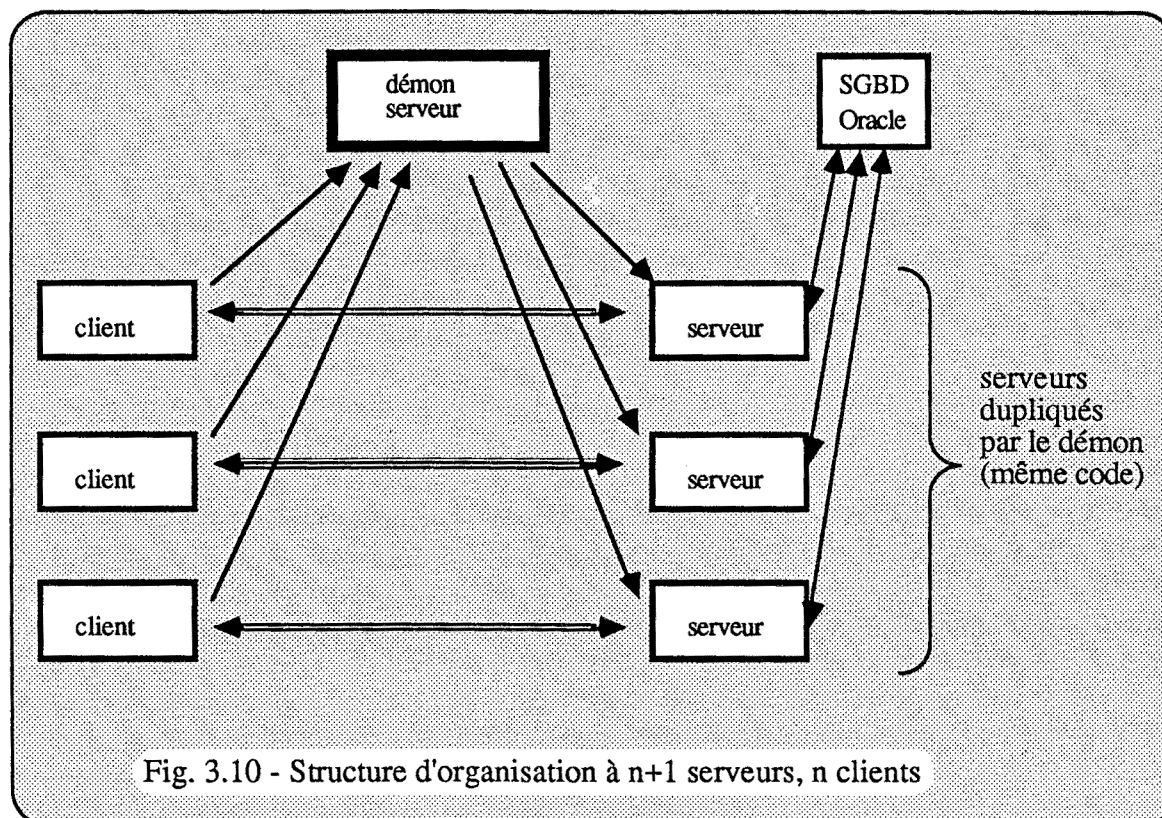 démon
serveur
SGBD
Oracle
client
serveur
client
serveur
client
serveur
serveurs
dupliqués
par le démon
(même code)
Fig. 3.10 - Structure d'organisation à n+1 serveurs, n clients